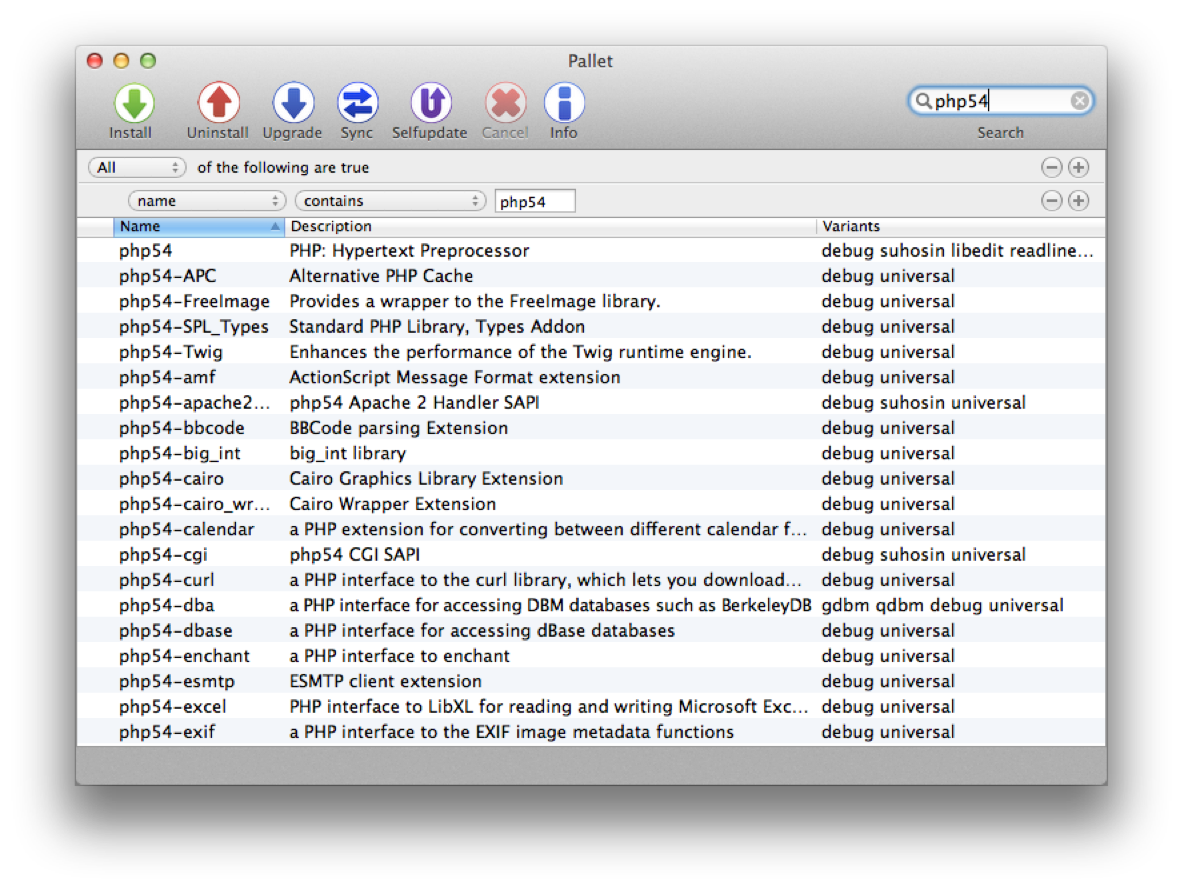 Pallet
php54
Install Uninstall Upgrade Sync Selfupdate Cancel Info Search
All of the following are true
name contains php54
Name Description Variants
php54 PHP: Hypertext Preprocessor debug suhosin libedit readline...
php54-APC Alternative PHP Cache debug universal
php54-FreeImage Provides a wrapper to the FreeImage library. debug universal
php54-SPL_Types Standard PHP Library, Types Addon debug universal
php54-Twig Enhances the performance of the Twig runtime engine. debug universal
php54-amf ActionScript Message Format extension debug universal
php54-apache2... php54 Apache 2 Handler SAPI debug suhosin universal
php54-bbcode BBCode parsing Extension debug universal
php54-big_int big_int library debug universal
php54-cairo Cairo Graphics Library Extension debug universal
php54-cairo_wr... Cairo Wrapper Extension debug universal
php54-calendar a PHP extension for converting between different calendar f... debug universal
php54-cgi php54 CGI SAPI debug suhosin universal
php54-curl a PHP interface to the curl library, which lets you download... debug universal
php54-dba a PHP interface for accessing DBM databases such as BerkeleyDB gdbm qdbm debug universal
php54-dbase a PHP interface for accessing dBase databases debug universal
php54-enchant a PHP interface to enchant debug universal
php54-esmtp ESMTP client extension debug universal
php54-excel PHP interface to LibXL for reading and writing Microsoft Exc... debug universal
php54-exif a PHP interface to the EXIF image metadata functions debug universal